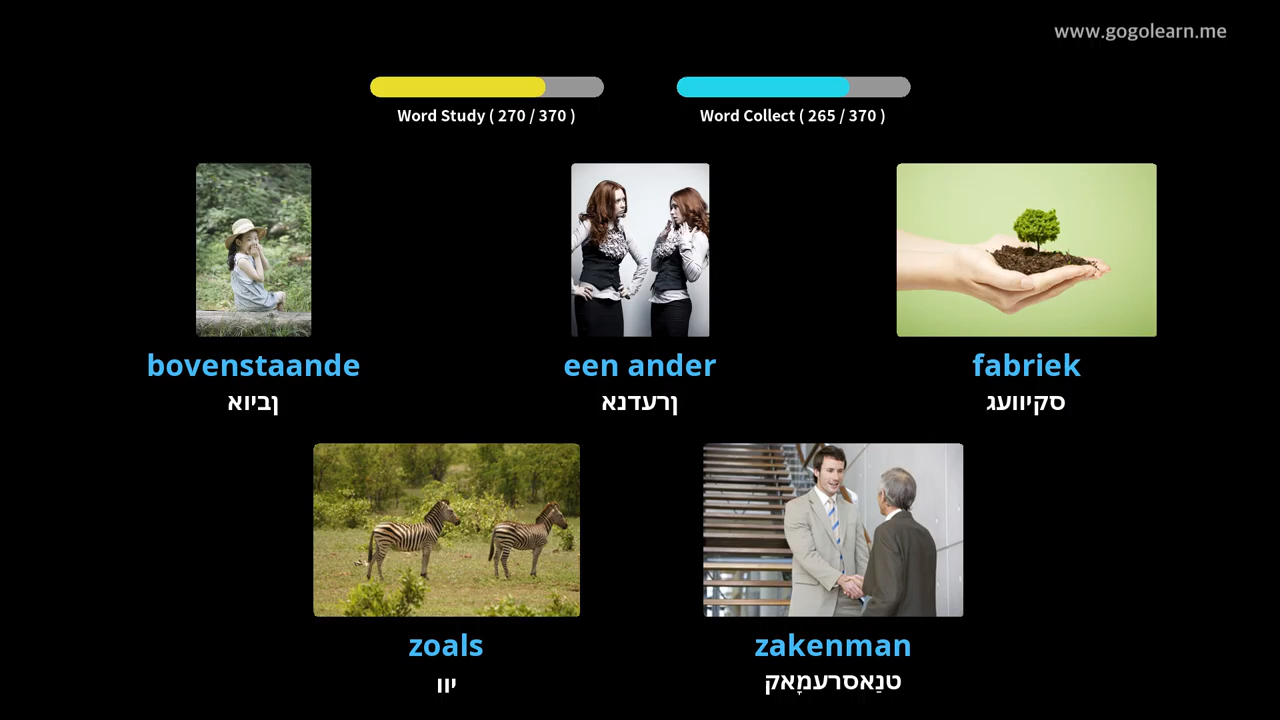 www.gogolearn.me
Word Study ( 270 / 370 )
Word Collect ( 265 / 370 )
bovenstaande
ןביוא
een ander
ןרעדנא
fabriek
סקיוועג
zoals
יוו
zakenman
טנַאסרעמָאק